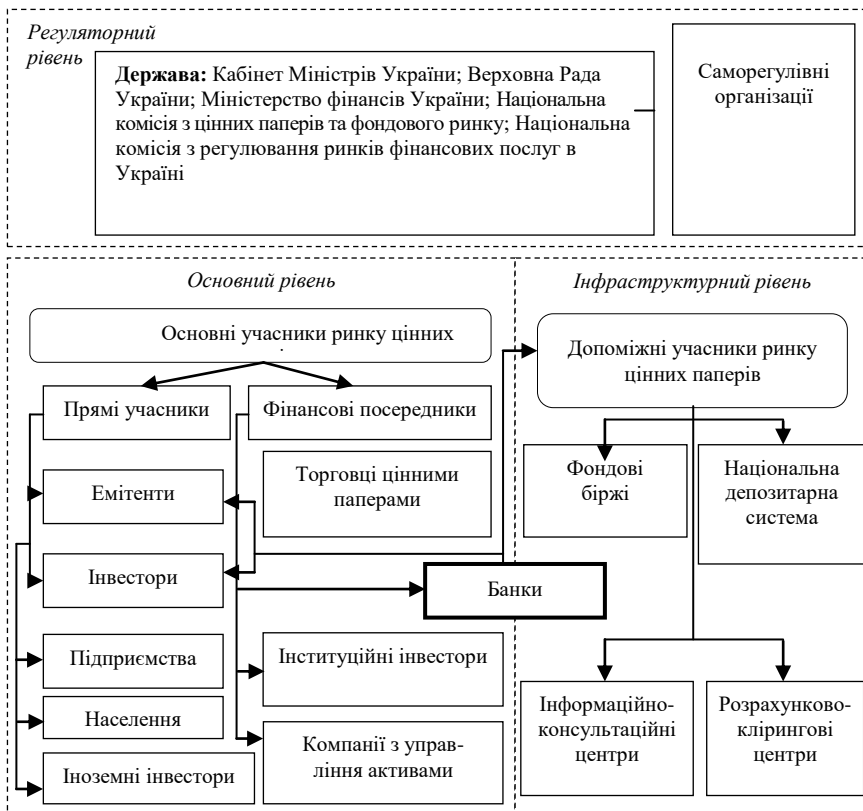 Регуляторний
рівень
Держава: Кабінет Міністрів України; Верховна Рада
України; Міністерство фінансів України; Національна
комісія з цінних паперів та фондового ринку; Національна
комісія з регулювання ринків фінансових послуг в
Україні
Саморегулівні
організації
Основний рівень
Основні учасники ринку цінних
Прямі учасники
Фінансові посередники
Емітенти
Торговці цінними
паперами
Інвестори
Банки
Підприємства
Інституційні інвестори
Населення
Компанії з управ-
ління активами
Іноземні інвестори
Інфраструктурний рівень
Допоміжні учасники ринку
цінних паперів
Фондові
біржі
Національна
депозитарна
система
Інформаційно-
консультаційні
центри
Розрахунково-
клірингові
центри